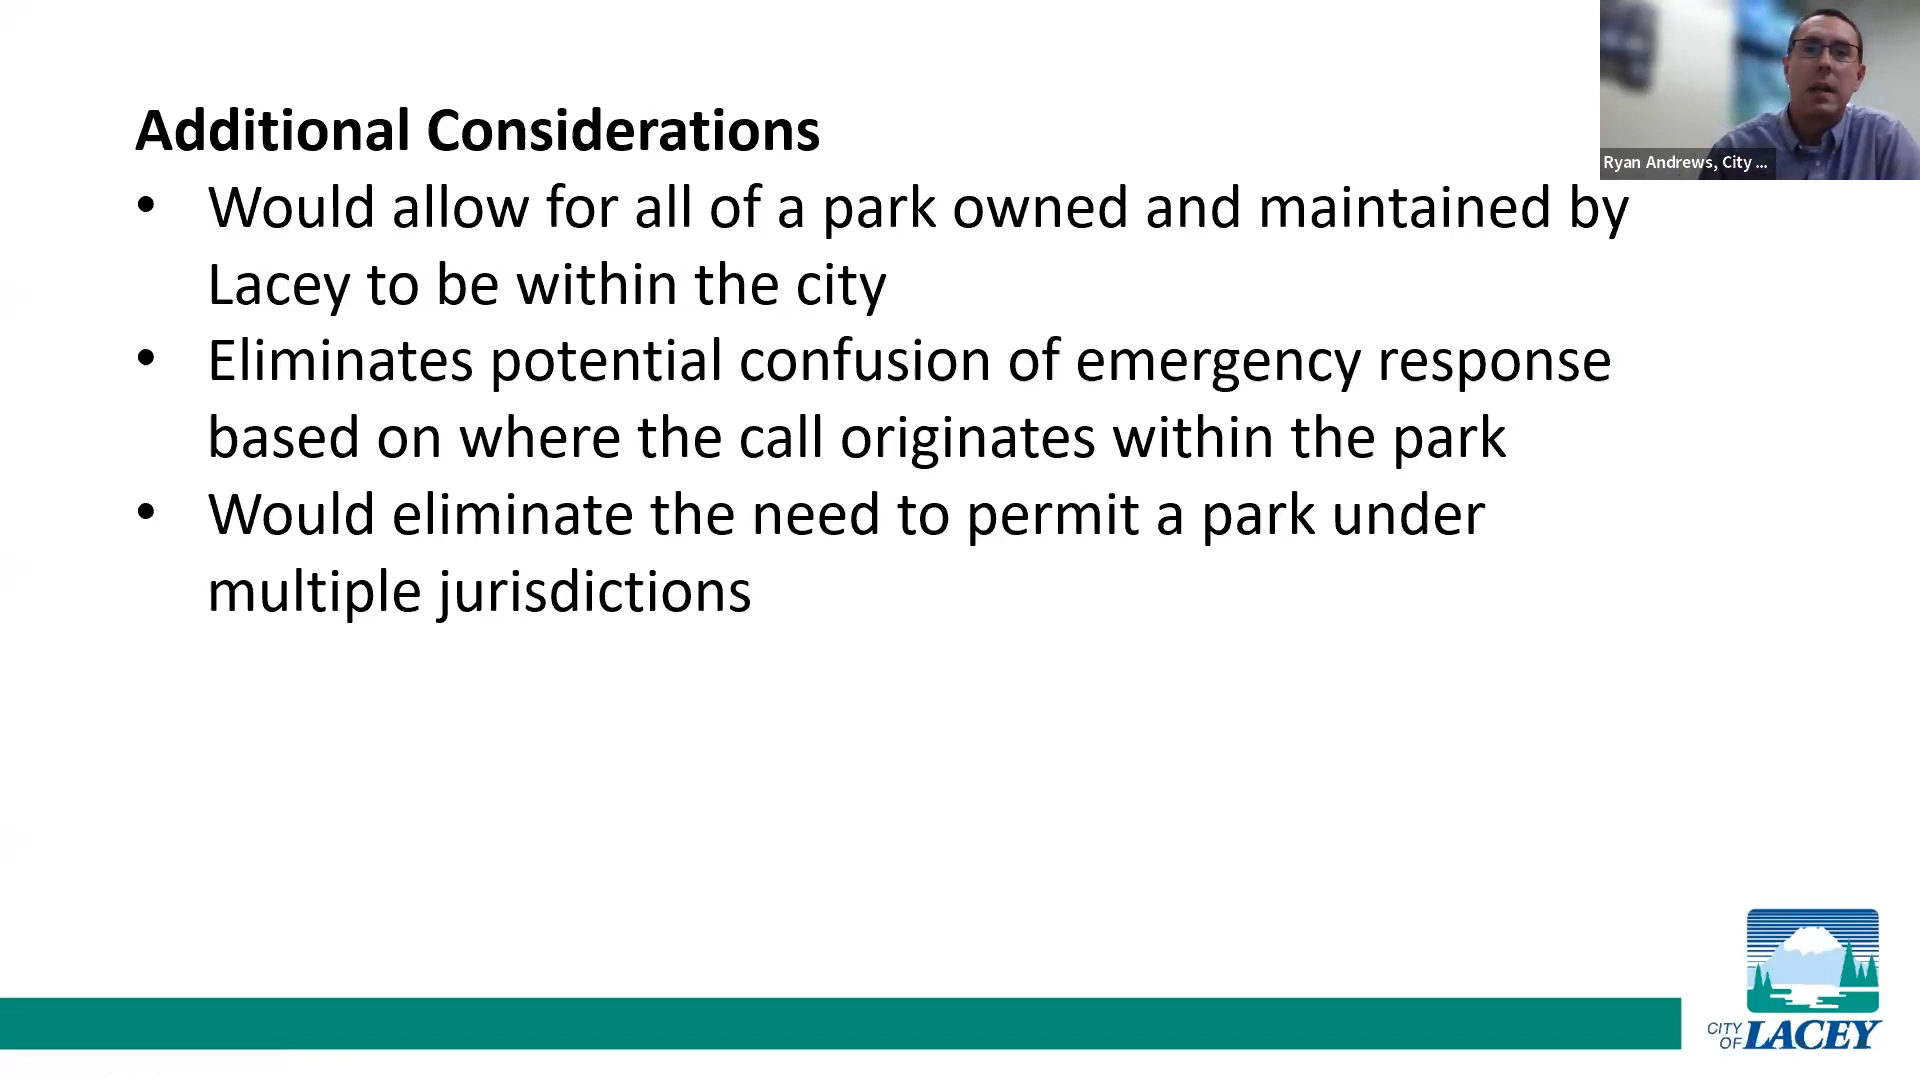 Additional Considerations
• Would allow for all of a park owned and maintained by
Lacey to be within the city
• Eliminates potential confusion of emergency response
based on where the call originates within the park
• Would eliminate the need to permit a park under
multiple jurisdictions
Ryan Andrews, City ...
CITY
OF LACEY